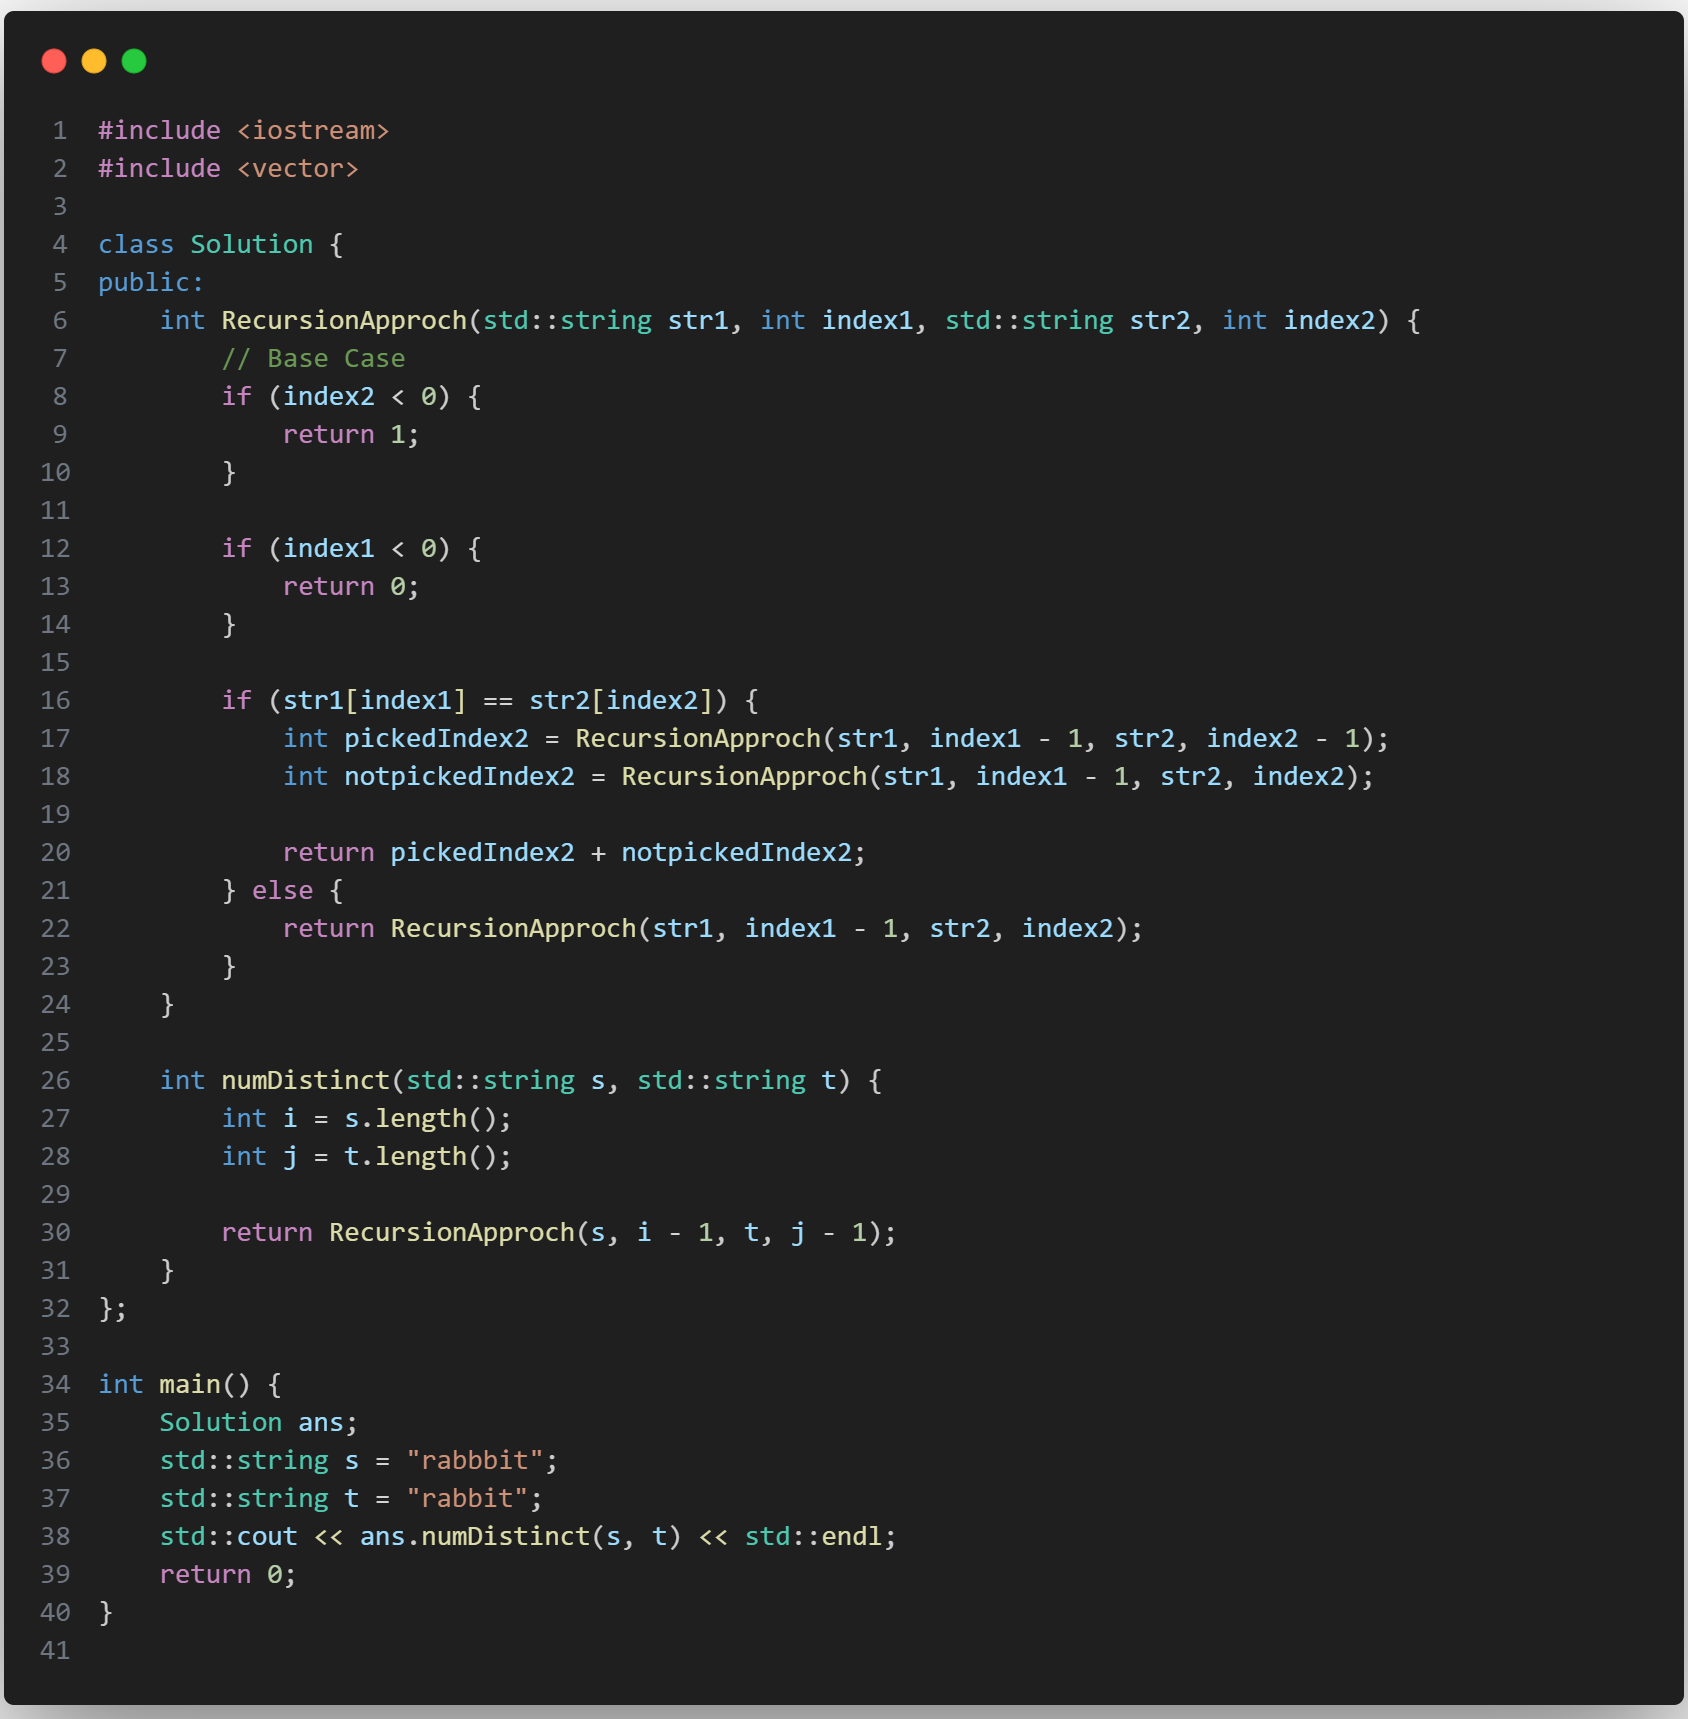 1 #include <iostream>
2 #include <vector>
3
4 class Solution {
5 public:
6     int RecursionApproch(std::string str1, int index1, std::string str2, int index2) {
7         // Base Case
8         if (index2 < 0) {
9             return 1;
10         }
11
12         if (index1 < 0) {
13             return 0;
14         }
15
16         if (str1[index1] == str2[index2]) {
17             int pickedIndex2 = RecursionApproch(str1, index1 - 1, str2, index2 - 1);
18             int notpickedIndex2 = RecursionApproch(str1, index1 - 1, str2, index2);
19
20             return pickedIndex2 + notpickedIndex2;
21         } else {
22             return RecursionApproch(str1, index1 - 1, str2, index2);
23         }
24     }
25
26     int numDistinct(std::string s, std::string t) {
27         int i = s.length();
28         int j = t.length();
29
30         return RecursionApproch(s, i - 1, t, j - 1);
31     }
32 };
33
34 int main() {
35     Solution ans;
36     std::string s = "rabbbit";
37     std::string t = "rabbit";
38     std::cout << ans.numDistinct(s, t) << std::endl;
39     return 0;
40 }
41